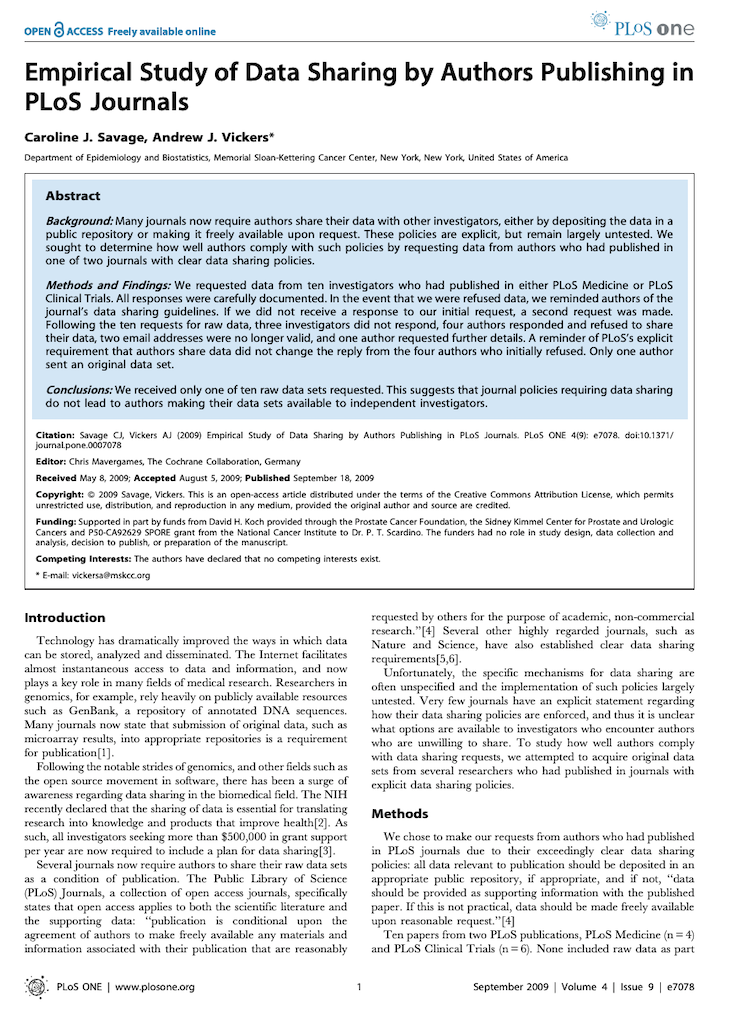 OPEN ACCESS Freely available online
PLoS one
Empirical Study of Data Sharing by Authors Publishing in
PLoS Journals
Caroline J. Savage, Andrew J. Vickers*
Department of Epidemiology and Biostatistics, Memorial Sloan-Kettering Cancer Center, New York, New York, United States of America
Abstract
Background: Many journals now require authors share their data with other investigators, either by depositing the data in a
public repository or making it freely available upon request. These policies are explicit, but remain largely untested. We
sought to determine how well authors comply with such policies by requesting data from authors who had published in
one of two journals with clear data sharing policies.
Methods and Findings: We requested data from ten investigators who had published in either PLoS Medicine or PLoS
Clinical Trials. All responses were carefully documented. In the event that we were refused data, we reminded authors of the
journal's data sharing guidelines. If we did not receive a response to our initial request, a second request was made.
Following the ten requests for raw data, three investigators did not respond, four authors responded and refused to share
their data, two email addresses were no longer valid, and one author requested further details. A reminder of PLoS's explicit
requirement that authors share data did not change the reply from the four authors who initially refused. Only one author
sent an original data set.
Conclusions: We received only one of ten raw data sets requested. This suggests that journal policies requiring data sharing
do not lead to authors making their data sets available to independent investigators.
Citation: Savage CJ, Vickers AJ (2009) Empirical Study of Data Sharing by Authors Publishing in PLoS Journals. PLoS ONE 4(9): e7078. doi:10.1371/
journal.pone.0007078
Editor: Chris Mavergames, The Cochrane Collaboration, Germany
Received May 8, 2009; Accepted August 5, 2009; Published September 18, 2009
Copyright: © 2009 Savage, Vickers. This is an open-access article distributed under the terms of the Creative Commons Attribution License, which permits
unrestricted use, distribution, and reproduction in any medium, provided the original author and source are credited.
Funding: Supported in part by funds from David H. Koch provided through the Prostate Cancer Foundation, the Sidney Kimmel Center for Prostate and Urologic
Cancers and P50-CA92629 SPORE grant from the National Cancer Institute to Dr. P. T. Scardino. The funders had no role in study design, data collection and
analysis, decision to publish, or preparation of the manuscript.
Competing Interests: The authors have declared that no competing interests exist.
* E-mail: vickersa@mskcc.org
Introduction
Technology has dramatically improved the ways in which data
can be stored, analyzed and disseminated. The Internet facilitates
almost instantaneous access to data and information, and now
plays a key role in many fields of medical research. Researchers in
genomics, for example, rely heavily on publicly available resources
such as GenBank, a repository of annotated DNA sequences.
Many journals now state that submission of original data, such as
microarray results, into appropriate repositories is a requirement
for publication[1].
Following the notable strides of genomics, and other fields such as
the open source movement in software, there has been a surge of
awareness regarding data sharing in the biomedical field. The NIH
recently declared that the sharing of data is essential for translating
research into knowledge and products that improve health[2]. As
such, all investigators seeking more than $500,000 in grant support
per year are now required to include a plan for data sharing[3].
Several journals now require authors to share their raw data sets
as a condition of publication. The Public Library of Science
(PLoS) Journals, a collection of open access journals, specifically
states that open access applies to both the scientific literature and
the supporting data: "publication is conditional upon the
agreement of authors to make freely available any materials and
information associated with their publication that are reasonably
requested by others for the purpose of academic, non-commercial
research."[4] Several other highly regarded journals, such as
Nature and Science, have also established clear data sharing
requirements[5,6].
Unfortunately, the specific mechanisms for data sharing are
often unspecified and the implementation of such policies largely
untested. Very few journals have an explicit statement regarding
how their data sharing policies are enforced, and thus it is unclear
what options are available to investigators who encounter authors
who are unwilling to share. To study how well authors comply
with data sharing requests, we attempted to acquire original data
sets from several researchers who had published in journals with
explicit data sharing policies.
Methods
We chose to make our requests from authors who had published
in PLoS journals due to their exceedingly clear data sharing
policies: all data relevant to publication should be deposited in an
appropriate public repository, if appropriate, and if not, "data
should be provided as supporting information with the published
paper. If this is not practical, data should be made freely available
upon reasonable request."[4]
Ten papers from two PLoS publications, PLoS Medicine (n = 4)
and PLoS Clinical Trials (n = 6). None included raw data as part
PLoS ONE | www.plosone.org
1
September 2009 | Volume 4 | Issue 9 | e7078